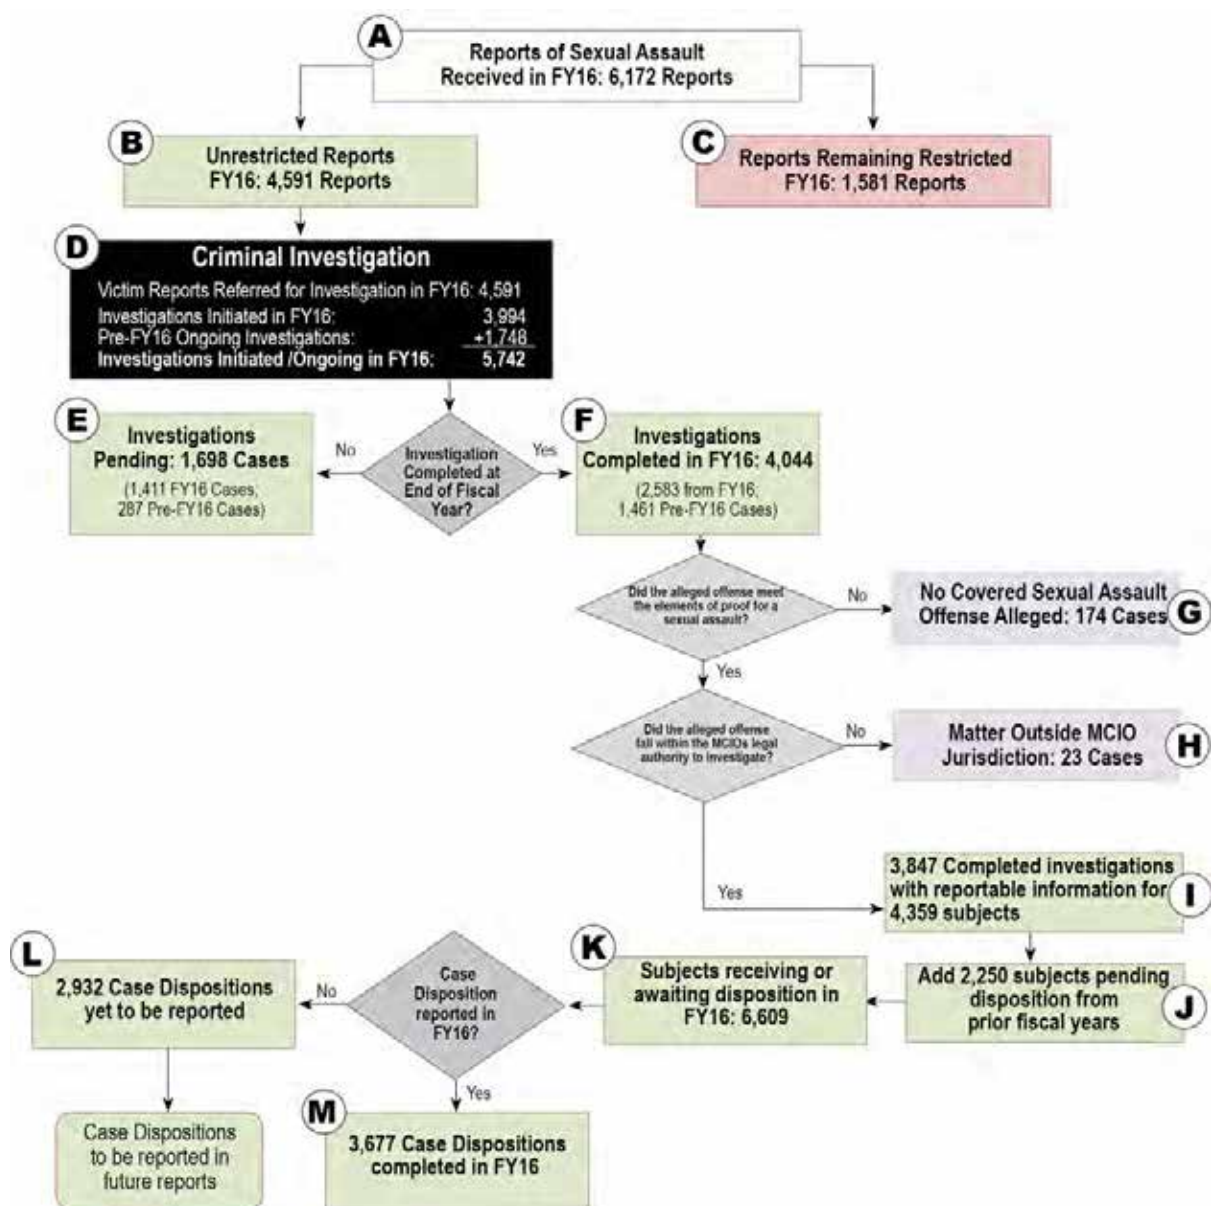 A
Reports of Sexual Assault
Received in FY16: 6,172 Reports
B
Unrestricted Reports
FY16: 4,591 Reports
C
Reports Remaining Restricted
FY16: 1,581 Reports
D
Criminal Investigation
Victim Reports Referred for Investigation in FY16: 4,591
Investigations Initiated in FY16: 3,994
Pre-FY16 Ongoing Investigations: +1,748
Investigations Initiated /Ongoing in FY16: 5,742
E
Investigations
Pending: 1,698 Cases
(1,411 FY16 Cases,
287 Pre-FY16 Cases)
No
Investigation
Completed at
End of Fiscal
Year?
Yes
F
Investigations
Completed in FY16: 4,044
(2,583 from FY16,
1,461 Pre-FY16 Cases)
Did the alleged offense meet
the elements of proof for a
sexual assault?
No
No Covered Sexual Assault
Offense Alleged: 174 Cases
G
Yes
Did the alleged offense
fall within the MCIOs legal
authority to investigate?
No
Matter Outside MCIO
Jurisdiction: 23 Cases
H
Yes
3,847 Completed investigations
with reportable information for
4,359 subjects
I
Add 2,250 subjects pending
disposition from
prior fiscal years
J
K
Subjects receiving or
awaiting disposition in
FY16: 6,609
Case
Disposition
reported in
FY16?
No
L
2,932 Case Dispositions
yet to be reported
Case Dispositions
to be reported in
future reports
Yes
M
3,677 Case Dispositions
completed in FY16